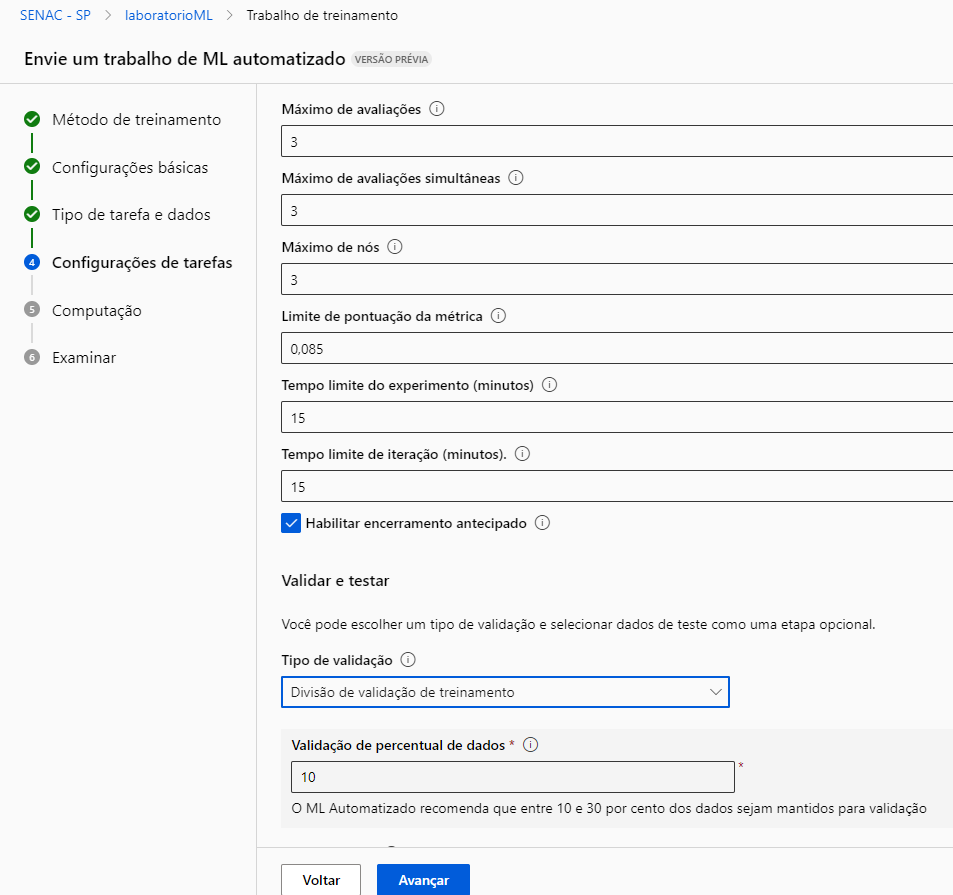 SENAC - SP > laboratorioML > Trabalho de treinamento
Envie um trabalho de ML automatizado VERSÃO PRÉVIA
Método de treinamento
Configurações básicas
Tipo de tarefa e dados
4 Configurações de tarefas
5 Computação
6 Examinar
Máximo de avaliações
3
Máximo de avaliações simultâneas
3
Máximo de nós
3
Limite de pontuação da métrica
0,085
Tempo limite do experimento (minutos)
15
Tempo limite de iteração (minutos).
15
Habilitar encerramento antecipado
Validar e testar
Você pode escolher um tipo de validação e selecionar dados de teste como uma etapa opcional.
Tipo de validação
Divisão de validação de treinamento
Validação de percentual de dados *
10 *
O ML Automatizado recomenda que entre 10 e 30 por cento dos dados sejam mantidos para validação
Voltar Avançar